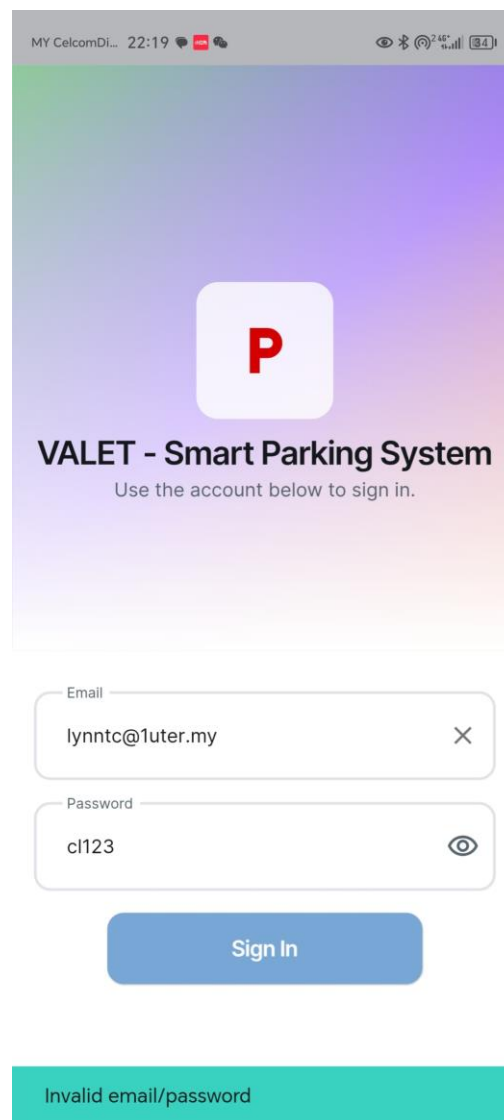 MY CelcomDi... 22:19
P
VALET - Smart Parking System
Use the account below to sign in.
Email
lynntc@1uter.my
Password
cl123
Sign In
Invalid email/password